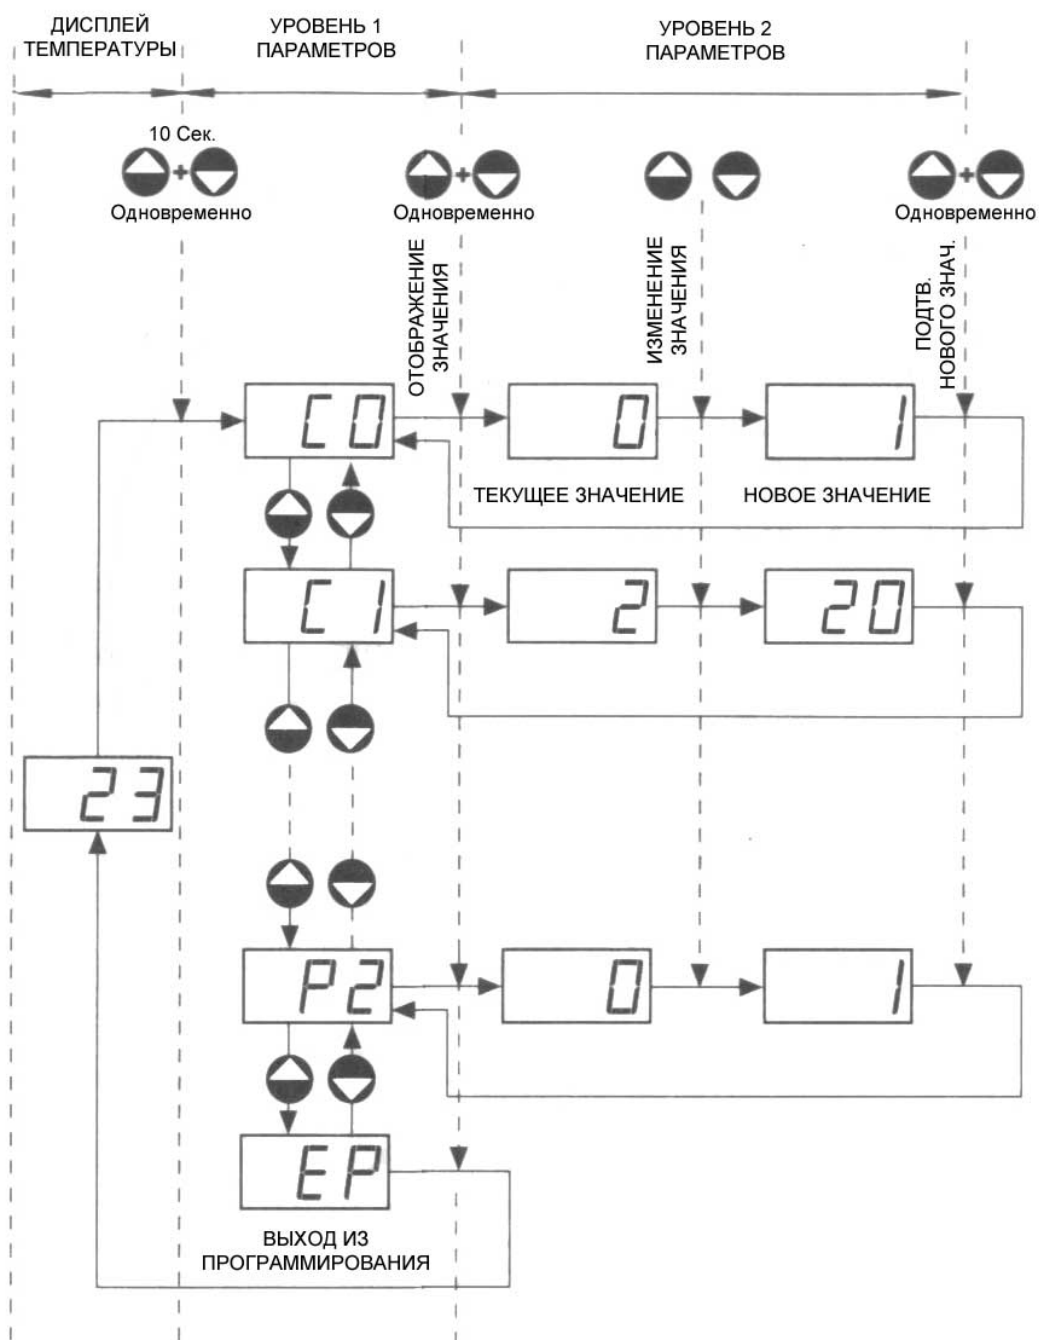 ДИСПЛЕЙ
ТЕМПЕРАТУРЫ
УРОВЕНЬ 1
ПАРАМЕТРОВ
УРОВЕНЬ 2
ПАРАМЕТРОВ
10 Сек.
+
Одновременно
+
Одновременно
+
Одновременно
ОТОБРАЖЕНИЕ
ЗНАЧЕНИЯ
ИЗМЕНЕНИЕ
ЗНАЧЕНИЯ
ПОДТВ.
НОВОГО ЗНАЧ.
C0
0
1
ТЕКУЩЕЕ ЗНАЧЕНИЕ
НОВОЕ ЗНАЧЕНИЕ
C1
2
20
23
P2
0
1
EP
ВЫХОД ИЗ
ПРОГРАММИРОВАНИЯ